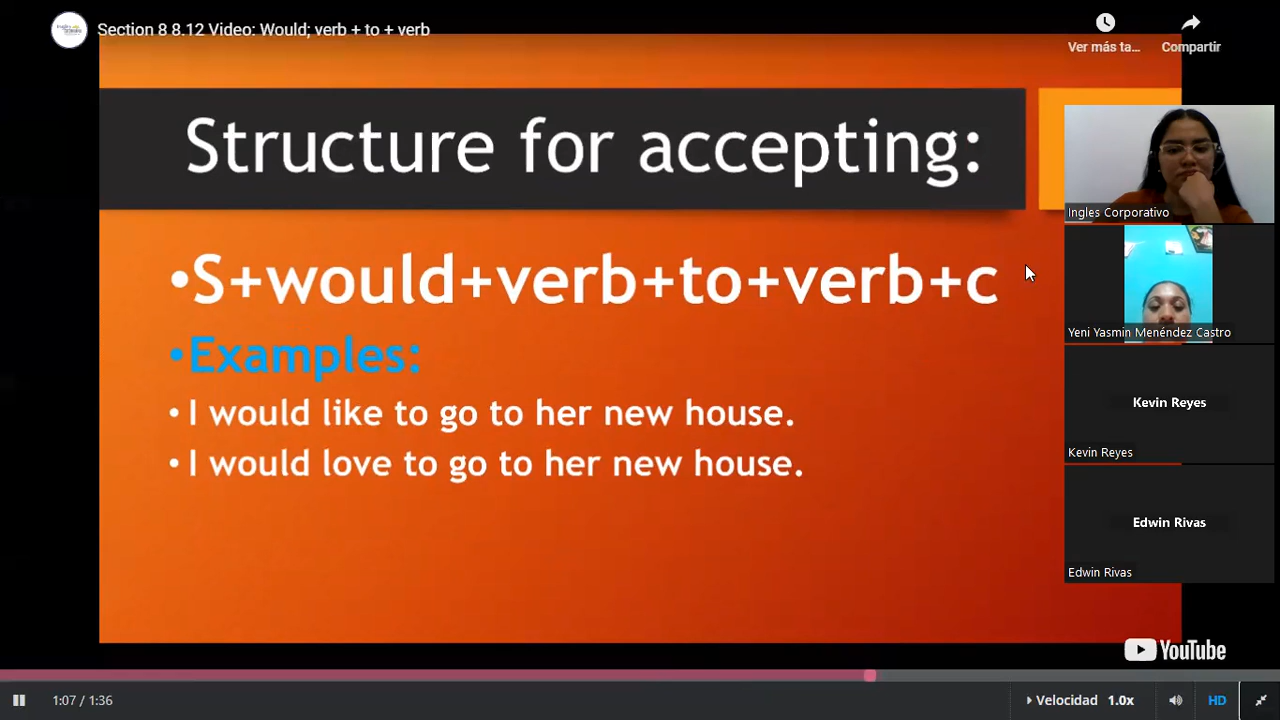 Section 8 8.12 Video: Would; verb + to + verb
Ver más ta...
Compartir
Structure for accepting:
•S+would+verb+to+verb+c
•Examples:
• I would like to go to her new house.
• I would love to go to her new house.
Ingles Corporativo
Yeni Yasmin Menéndez Castro
Kevin Reyes
Kevin Reyes
Edwin Rivas
Edwin Rivas
YouTube
1:07 / 1:36
Velocidad 1.0x
HD